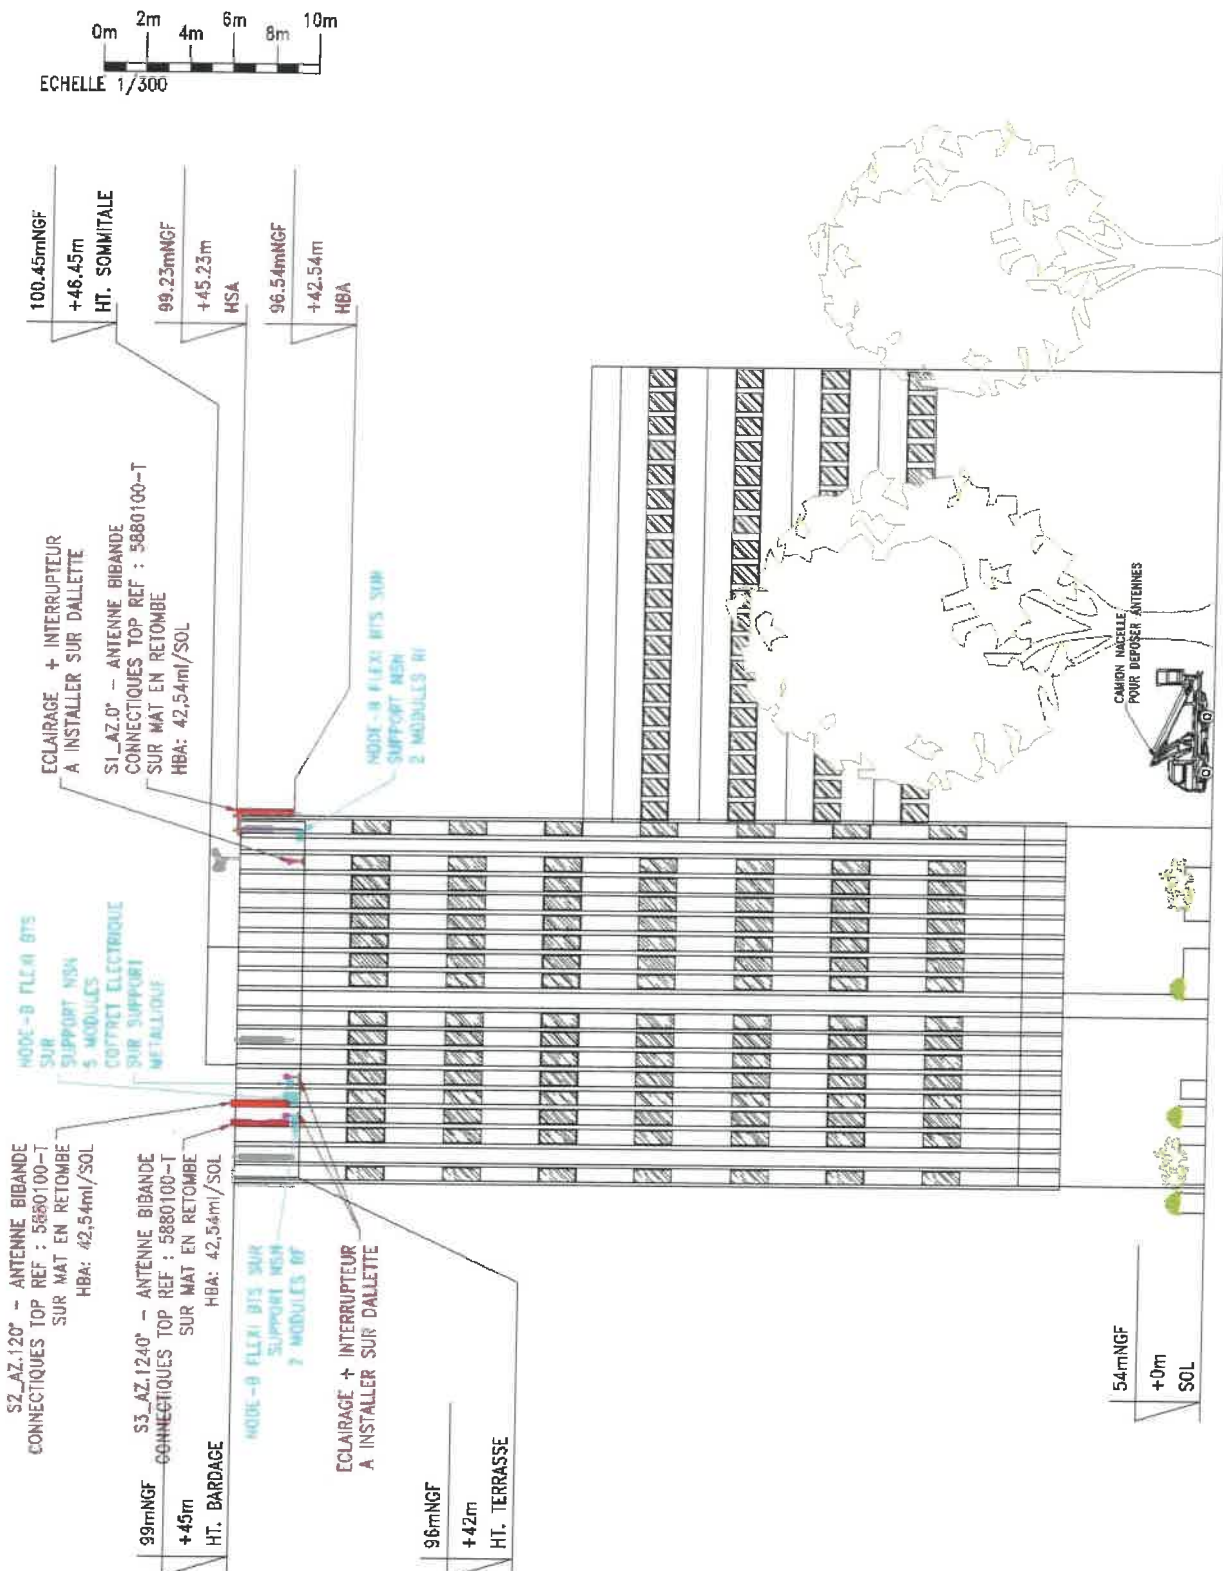 0m
2m
4m
6m
8m
10m
ECHELLE 1/300
100.45mNGF
+46.45m
HT. SOMMITALE
99.23mNGF
+45.23m
HSA
96.54mNGF
+42.54m
HBA
ECLAIRAGE + INTERRUPTEUR
A INSTALLER SUR DALLETTE
S1_AZ.0° - ANTENNE BIBANDE
CONNECTIQUES TOP REF : 5880100-T
SUR MAT EN RETOMBE
HBA: 42,54ml/SOL
NODE-B FLEXI BTS SUR
SUPPORT NSN
2 MODULES RF
NODE-B FLEXI BTS
SUR
SUPPORT NSN
5 MODULES
COFFRET ELECTRIQUE
SUR SUPPORT
METALLIQUE
S2_AZ.120° - ANTENNE BIBANDE
CONNECTIQUES TOP REF : 5880100-T
SUR MAT EN RETOMBE
HBA: 42,54ml/SOL
S3_AZ.1240° - ANTENNE BIBANDE
CONNECTIQUES TOP REF : 5880100-T
SUR MAT EN RETOMBE
HBA: 42,54ml/SOL
NODE-B FLEXI BTS SUR
SUPPORT NSN
2 MODULES RF
ECLAIRAGE + INTERRUPTEUR
A INSTALLER SUR DALLETTE
99mNGF
+45m
HT. BARDAGE
96mNGF
+42m
HT. TERRASSE
CAMION NACELLE
POUR DEPOSER ANTENNES
54mNGF
+0m
SOL